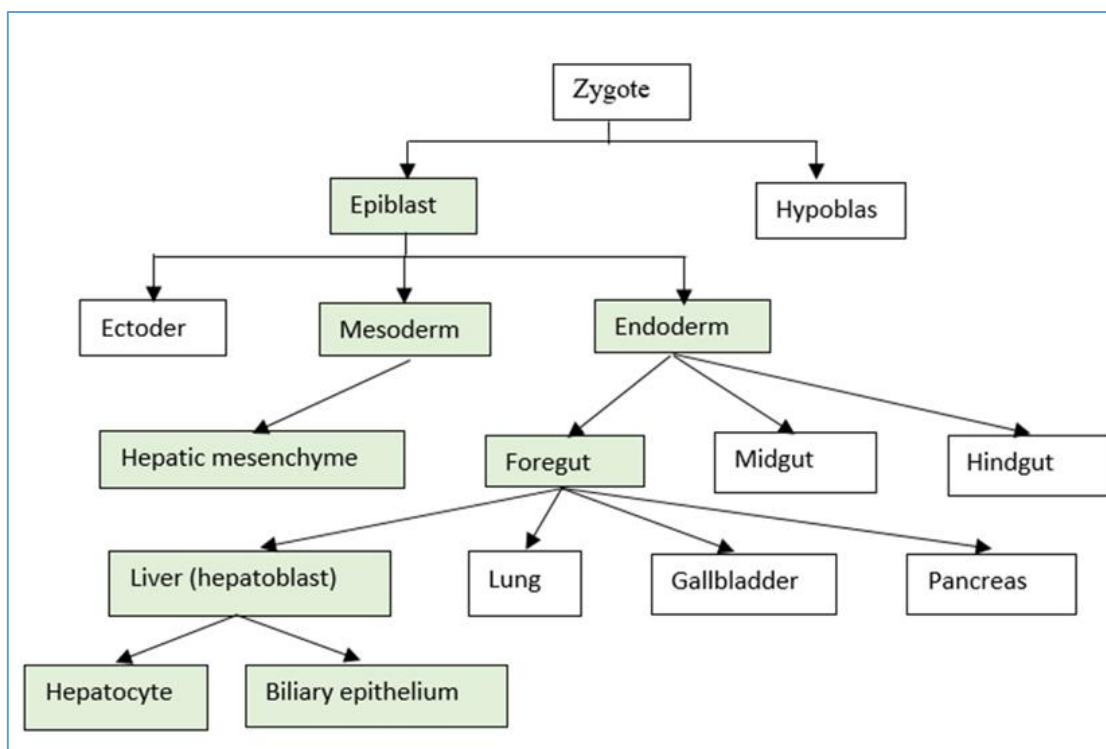 Zygote
Epiblast
Hypoblas
Ectoder
Mesoderm
Endoderm
Hepatic mesenchyme
Foregut
Midgut
Hindgut
Liver (hepatoblast)
Lung
Gallbladder
Pancreas
Hepatocyte
Biliary epithelium